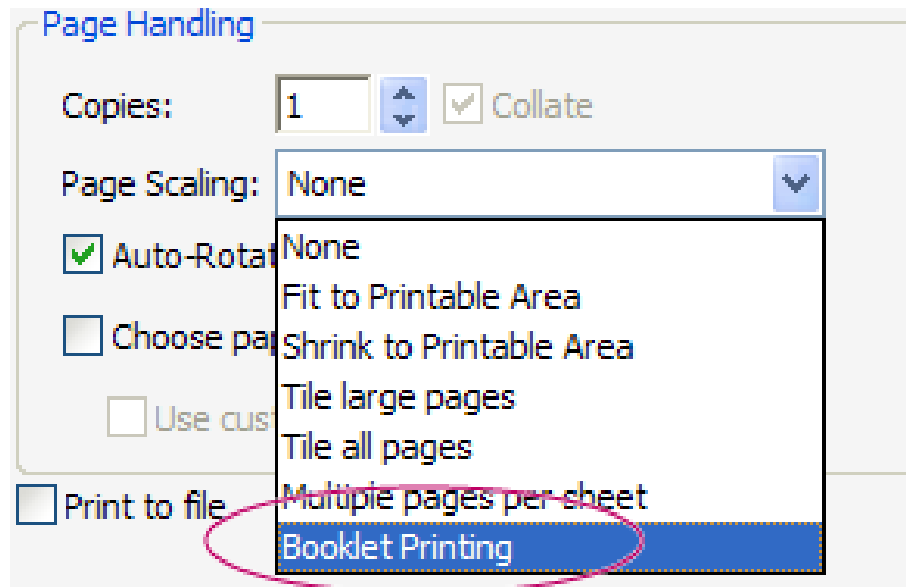 Page Handling
Copies: 1 Collate
Page Scaling: None
Auto-Rotat
None
Fit to Printable Area
Choose pa
Shrink to Printable Area
Tile large pages
Use cus
Tile all pages
Print to file
Multiple pages per sheet
Booklet Printing